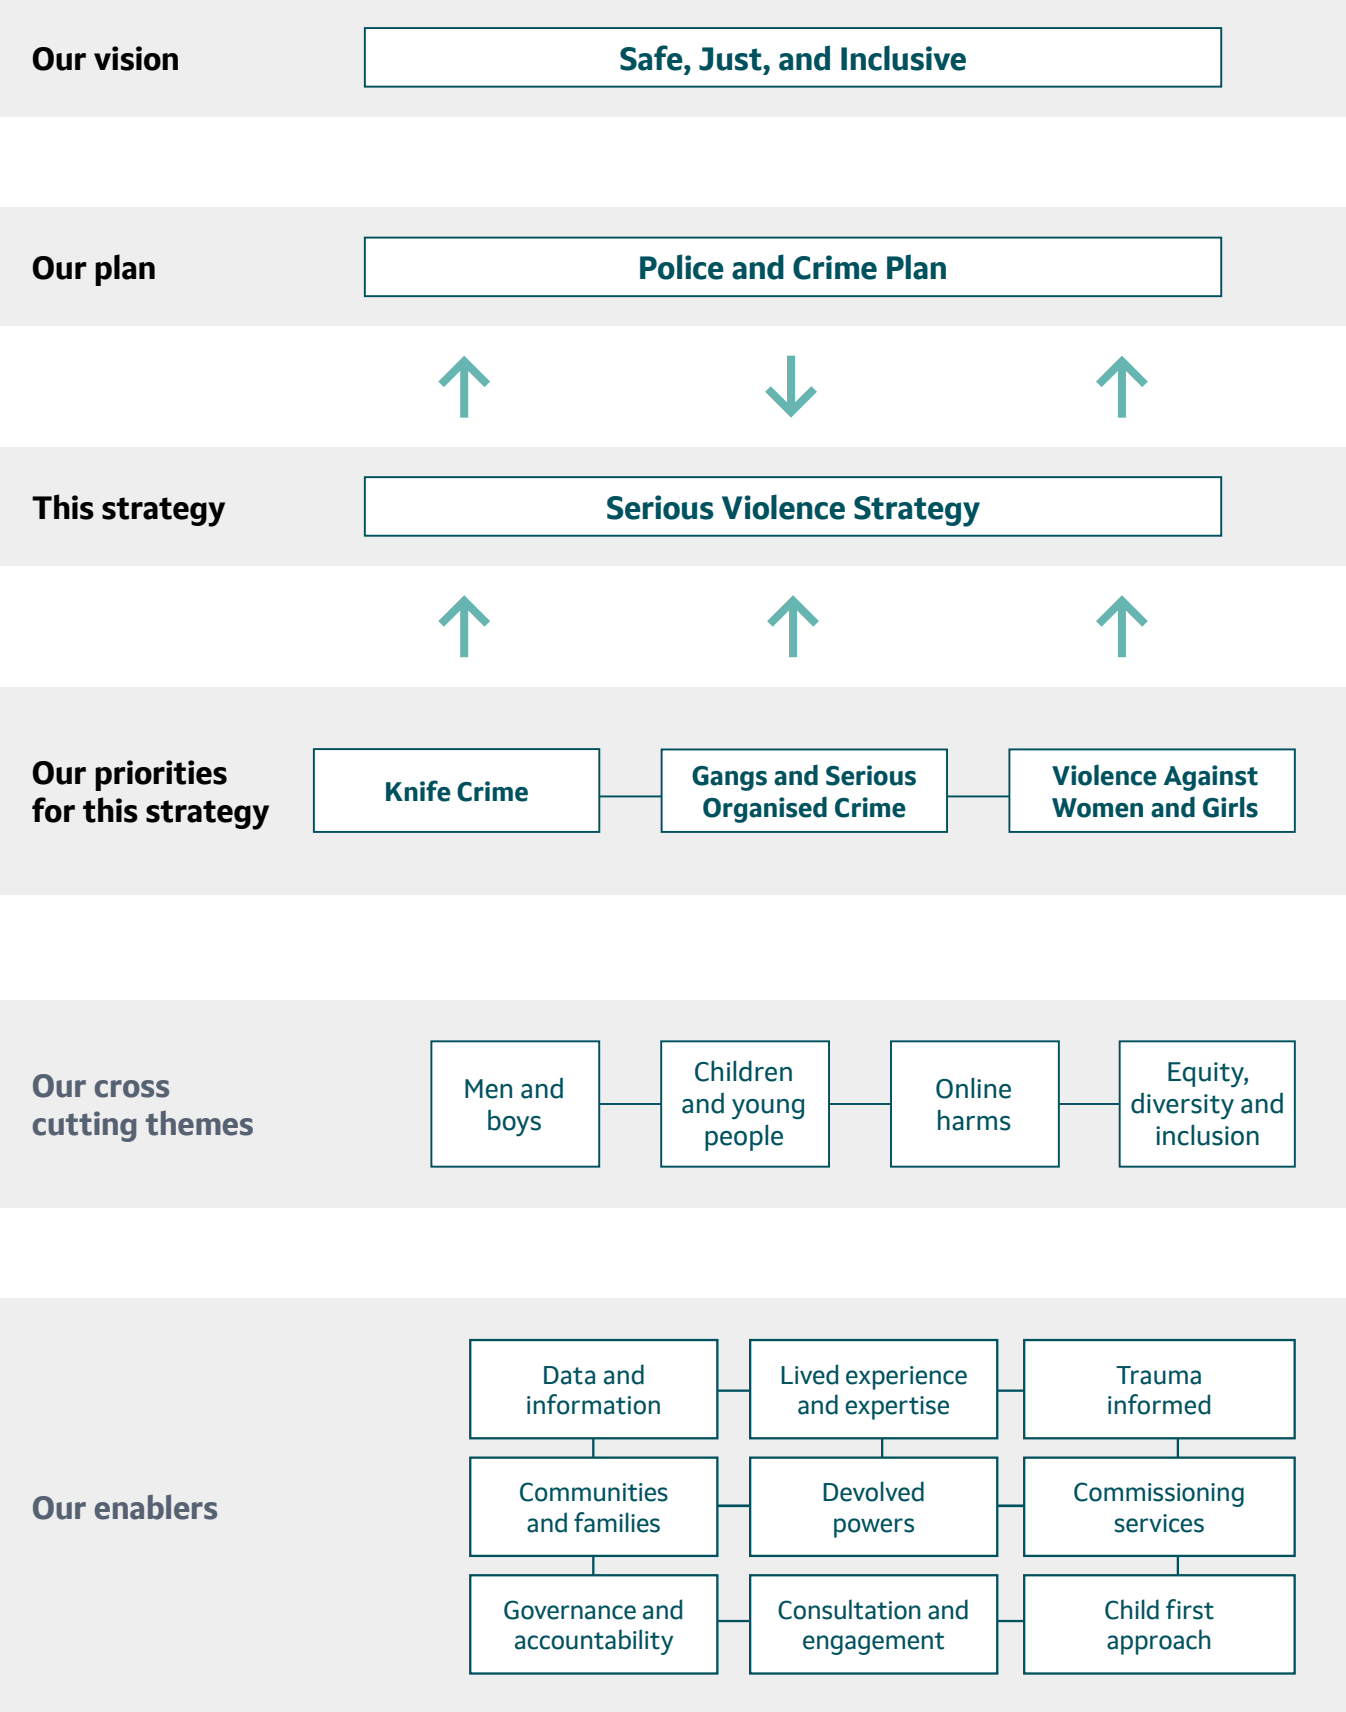 Our vision
Safe, Just, and Inclusive
Our plan
Police and Crime Plan
This strategy
Serious Violence Strategy
Our priorities
for this strategy
Knife Crime
Gangs and Serious
Organised Crime
Violence Against
Women and Girls
Our cross
cutting themes
Men and
boys
Children
and young
people
Online
harms
Equity,
diversity and
inclusion
Our enablers
Data and
information
Lived experience
and expertise
Trauma
informed
Communities
and families
Devolved
powers
Commissioning
services
Governance and
accountability
Consultation and
engagement
Child first
approach